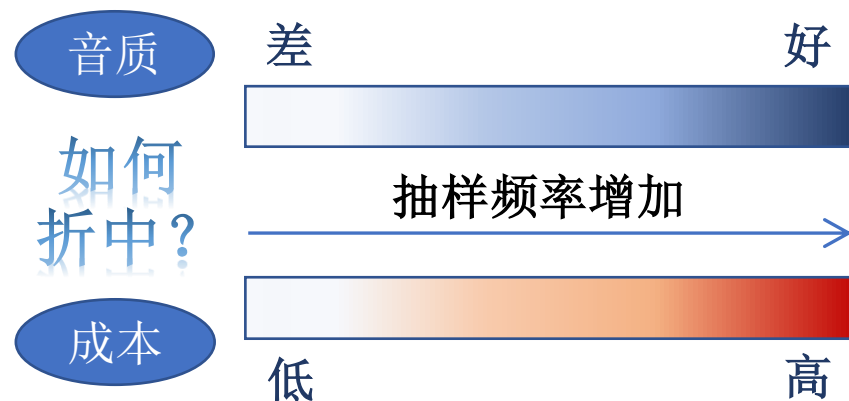 音质
差 好
如何
折中？
抽样频率增加
成本
低 高